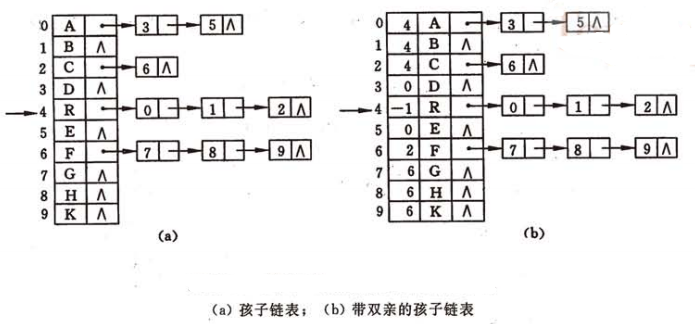 0 A 3 5 ∧
1 B ∧
2 C 6 ∧
3 D ∧
4 R 0 1 2 ∧
5 E ∧
6 F 7 8 9 ∧
7 G ∧
8 H ∧
9 K ∧
(a)
0 4 A 3 5 ∧
1 4 B ∧
2 4 C 6 ∧
3 0 D ∧
4 -1 R 0 1 2 ∧
5 0 E ∧
6 2 F 7 8 9 ∧
7 6 G ∧
8 6 H ∧
9 6 K ∧
(b)
(a) 孩子链表; (b) 带双亲的孩子链表